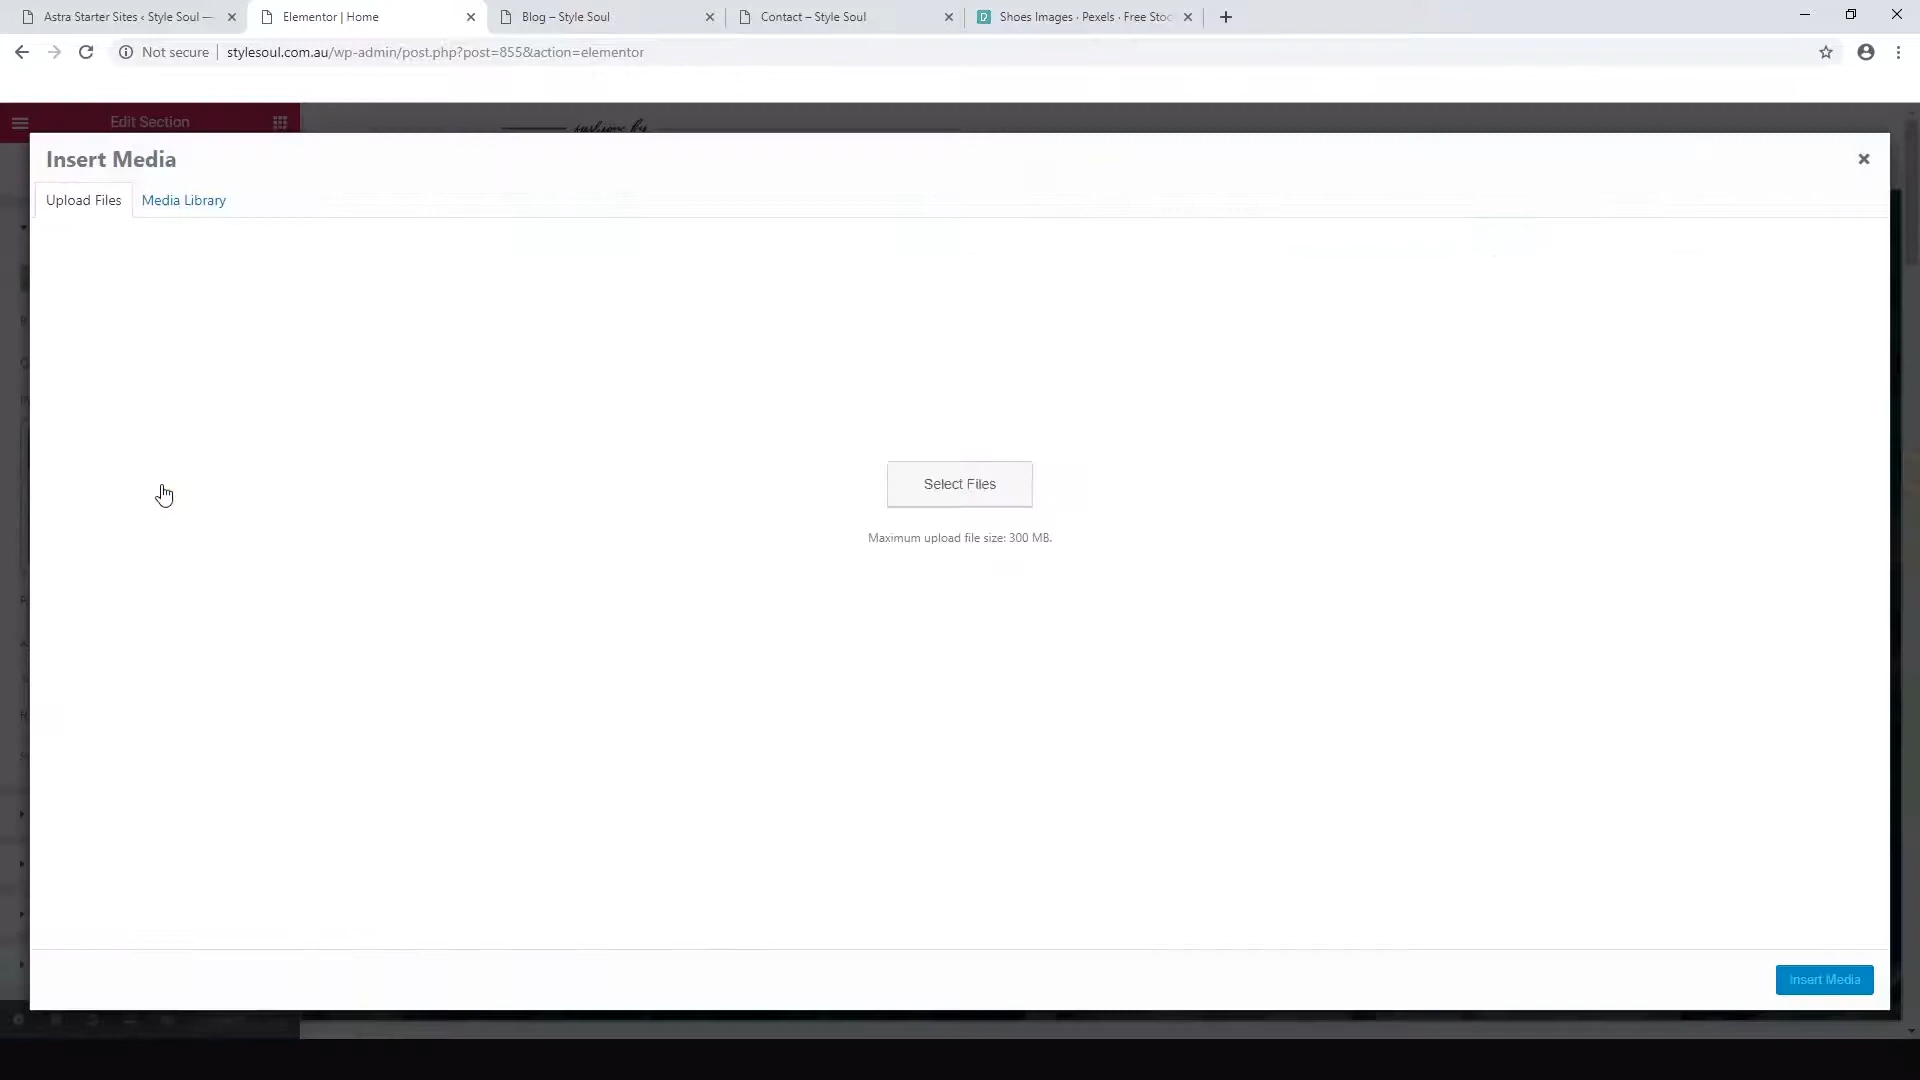 Astra Starter Sites ‹ Style Soul —
Elementor | Home
Blog – Style Soul
Contact – Style Soul
Shoes Images · Pexels · Free Stoc
Not secure
stylesoul.com.au/wp-admin/post.php?post=855&action=elementor
Edit Section
Insert Media
Upload Files
Media Library
Select Files
Maximum upload file size: 300 MB.
Insert Media